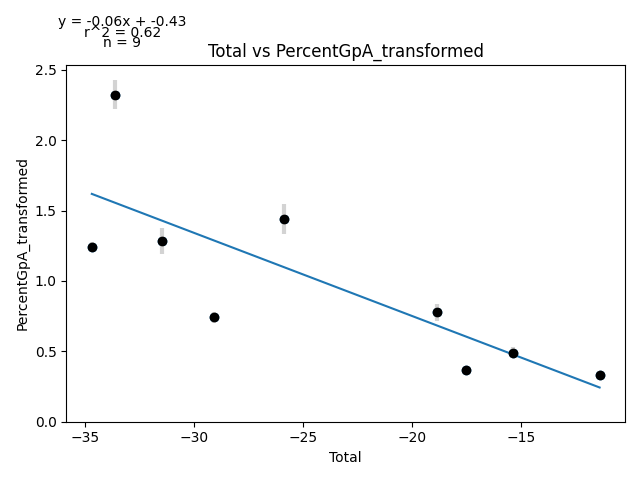 y = -0.06x + -0.43
r^2 = 0.62
n = 9
Total vs PercentGpA_transformed
PercentGpA_transformed
2.5
2.0
1.5
1.0
0.5
0.0
−35
−30
−25
−20
−15
Total